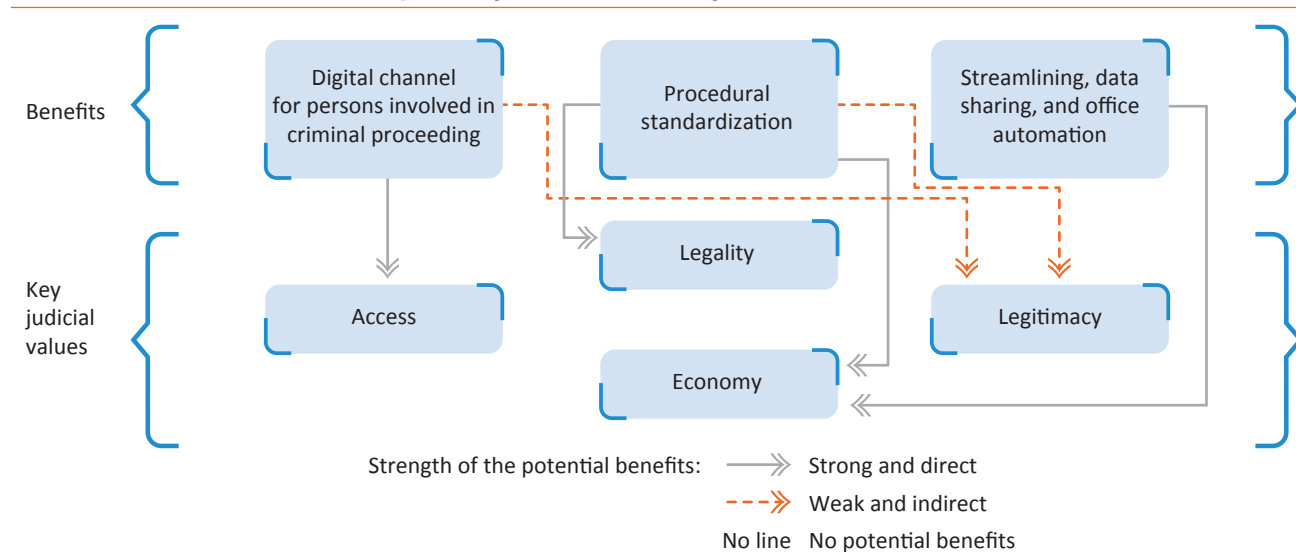 Benefits
Digital channel
for persons involved in
criminal proceeding
Procedural
standardization
Streamlining, data
sharing, and office
automation
Key
judicial
values
Access
Legality
Economy
Legitimacy
Strength of the potential benefits:
Strong and direct
Weak and indirect
No line No potential benefits